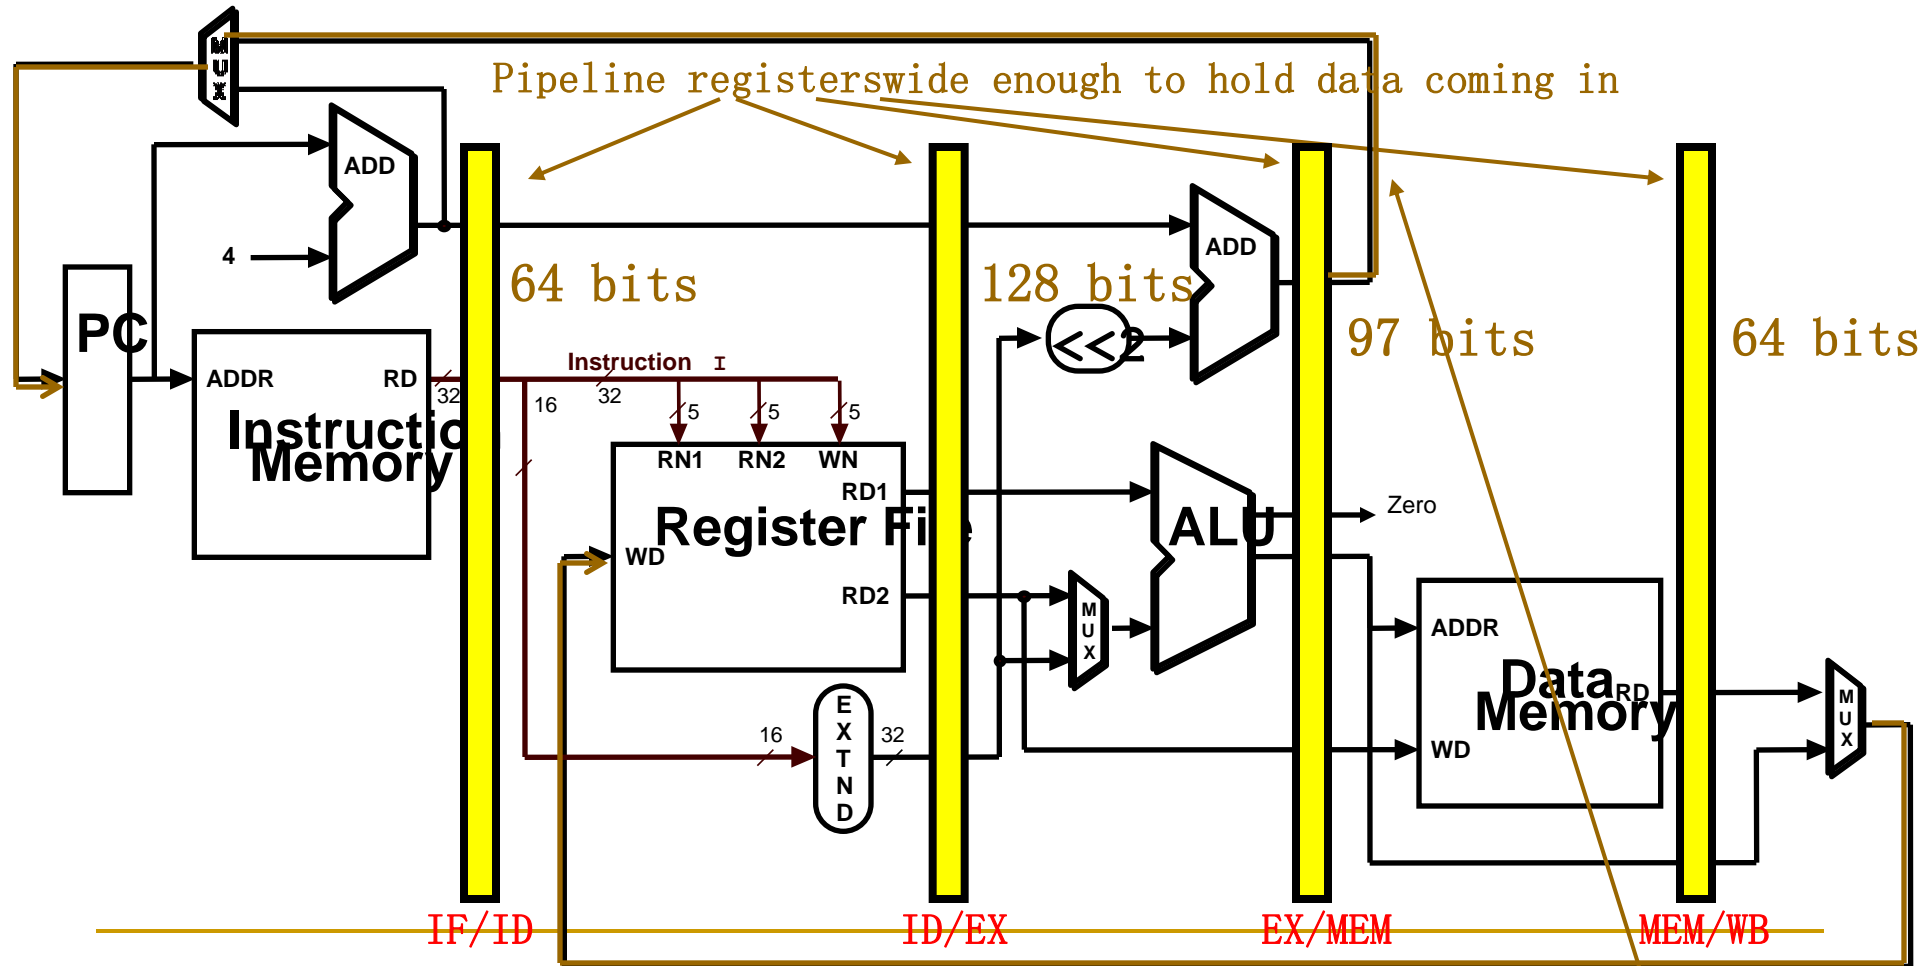 MUX
Pipeline registerswide enough to hold data coming in
ADD
4
ADD
64 bits
128 bits
<<2
97 bits
64 bits
PC
ADDR
RD
32
Instruction I
16
32
5
5
5
Instruction
Memory
RN1
RN2
WN
RD1
Register File
WD
RD2
ALU
Zero
MUX
ADDR
Data
Memory
RD
WD
MUX
16
EXTND
32
IF/ID
ID/EX
EX/MEM
MEM/WB